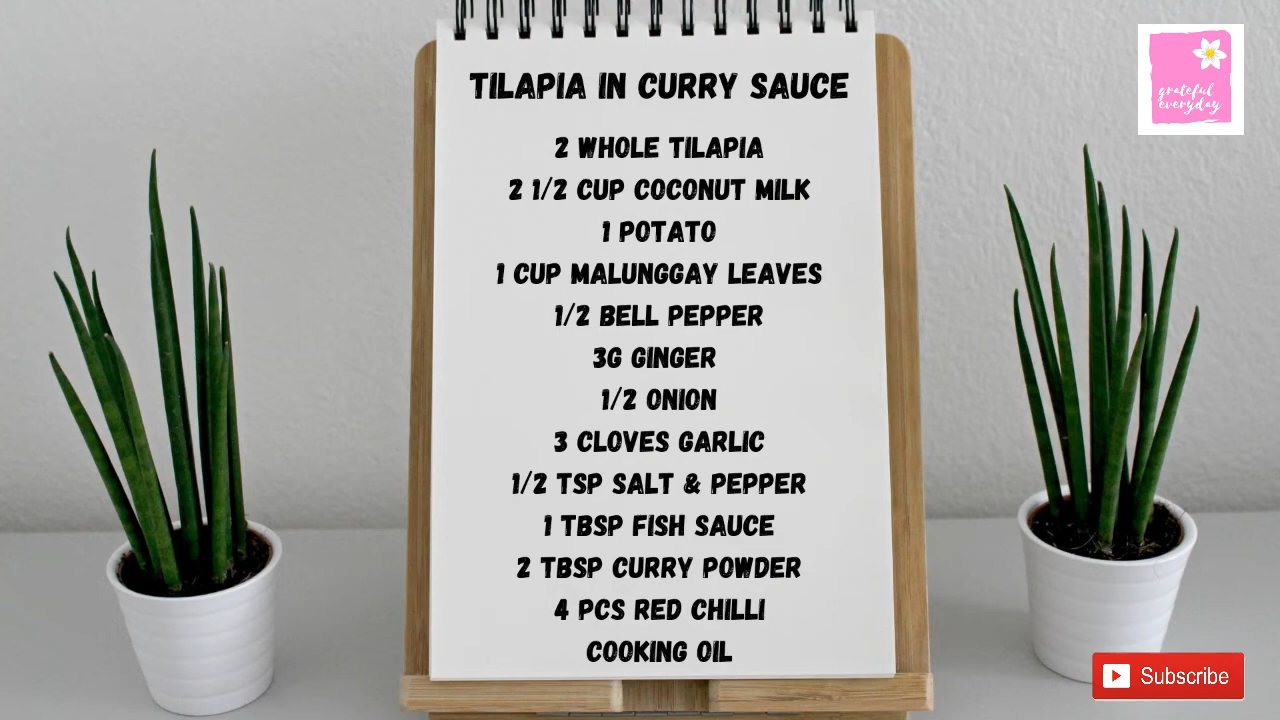 TILAPIA IN CURRY SAUCE
2 WHOLE TILAPIA
2 1/2 CUP COCONUT MILK
1 POTATO
1 CUP MALUNGGAY LEAVES
1/2 BELL PEPPER
3G GINGER
1/2 ONION
3 CLOVES GARLIC
1/2 TSP SALT & PEPPER
1 TBSP FISH SAUCE
2 TBSP CURRY POWDER
4 PCS RED CHILLI
COOKING OIL
grateful
everyday
Subscribe